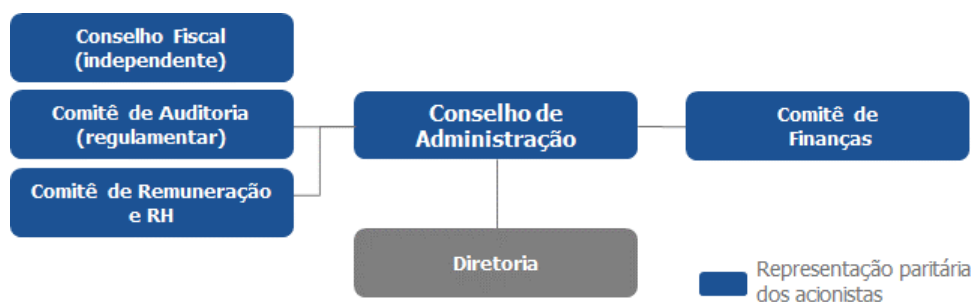 Conselho Fiscal
(independente)
Comitê de Auditoria
(regulamentar)
Comitê de Remuneração
e RH
Conselho de
Administração
Comitê de
Finanças
Diretoria
Representação paritária
dos acionistas